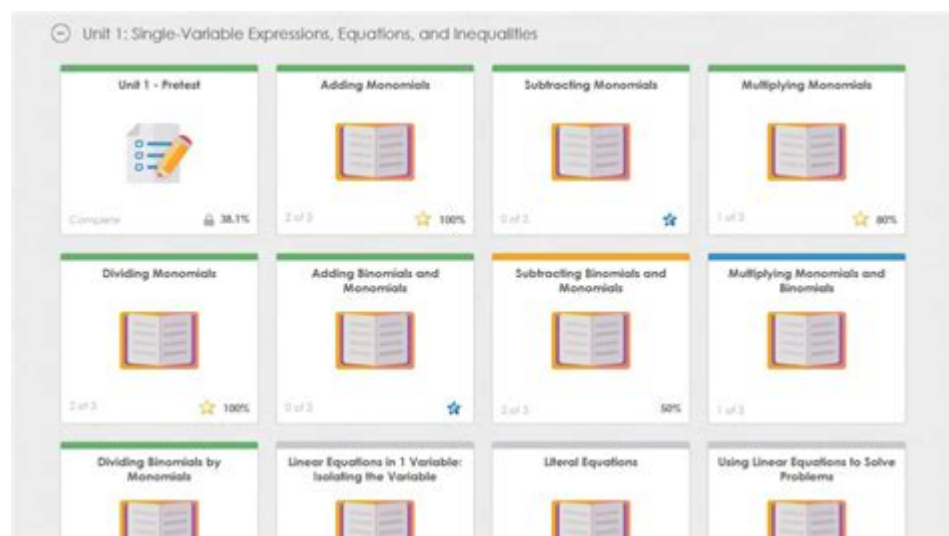 Unit 1: Single-Variable Expressions, Equations, and Inequalities
Unit 1 - Pretest
Complete
38.1%
Adding Monomials
2 of 3
100%
Subtracting Monomials
0 of 3
Multiplying Monomials
1 of 3
80%
Dividing Monomials
2 of 3
100%
Adding Binomials and
Monomials
0 of 3
Subtracting Binomials and
Monomials
2 of 3
50%
Multiplying Monomials and
Binomials
1 of 3
Dividing Binomials by
Monomials
Linear Equations in 1 Variable:
Isolating the Variable
Literal Equations
Using Linear Equations to Solve
Problems